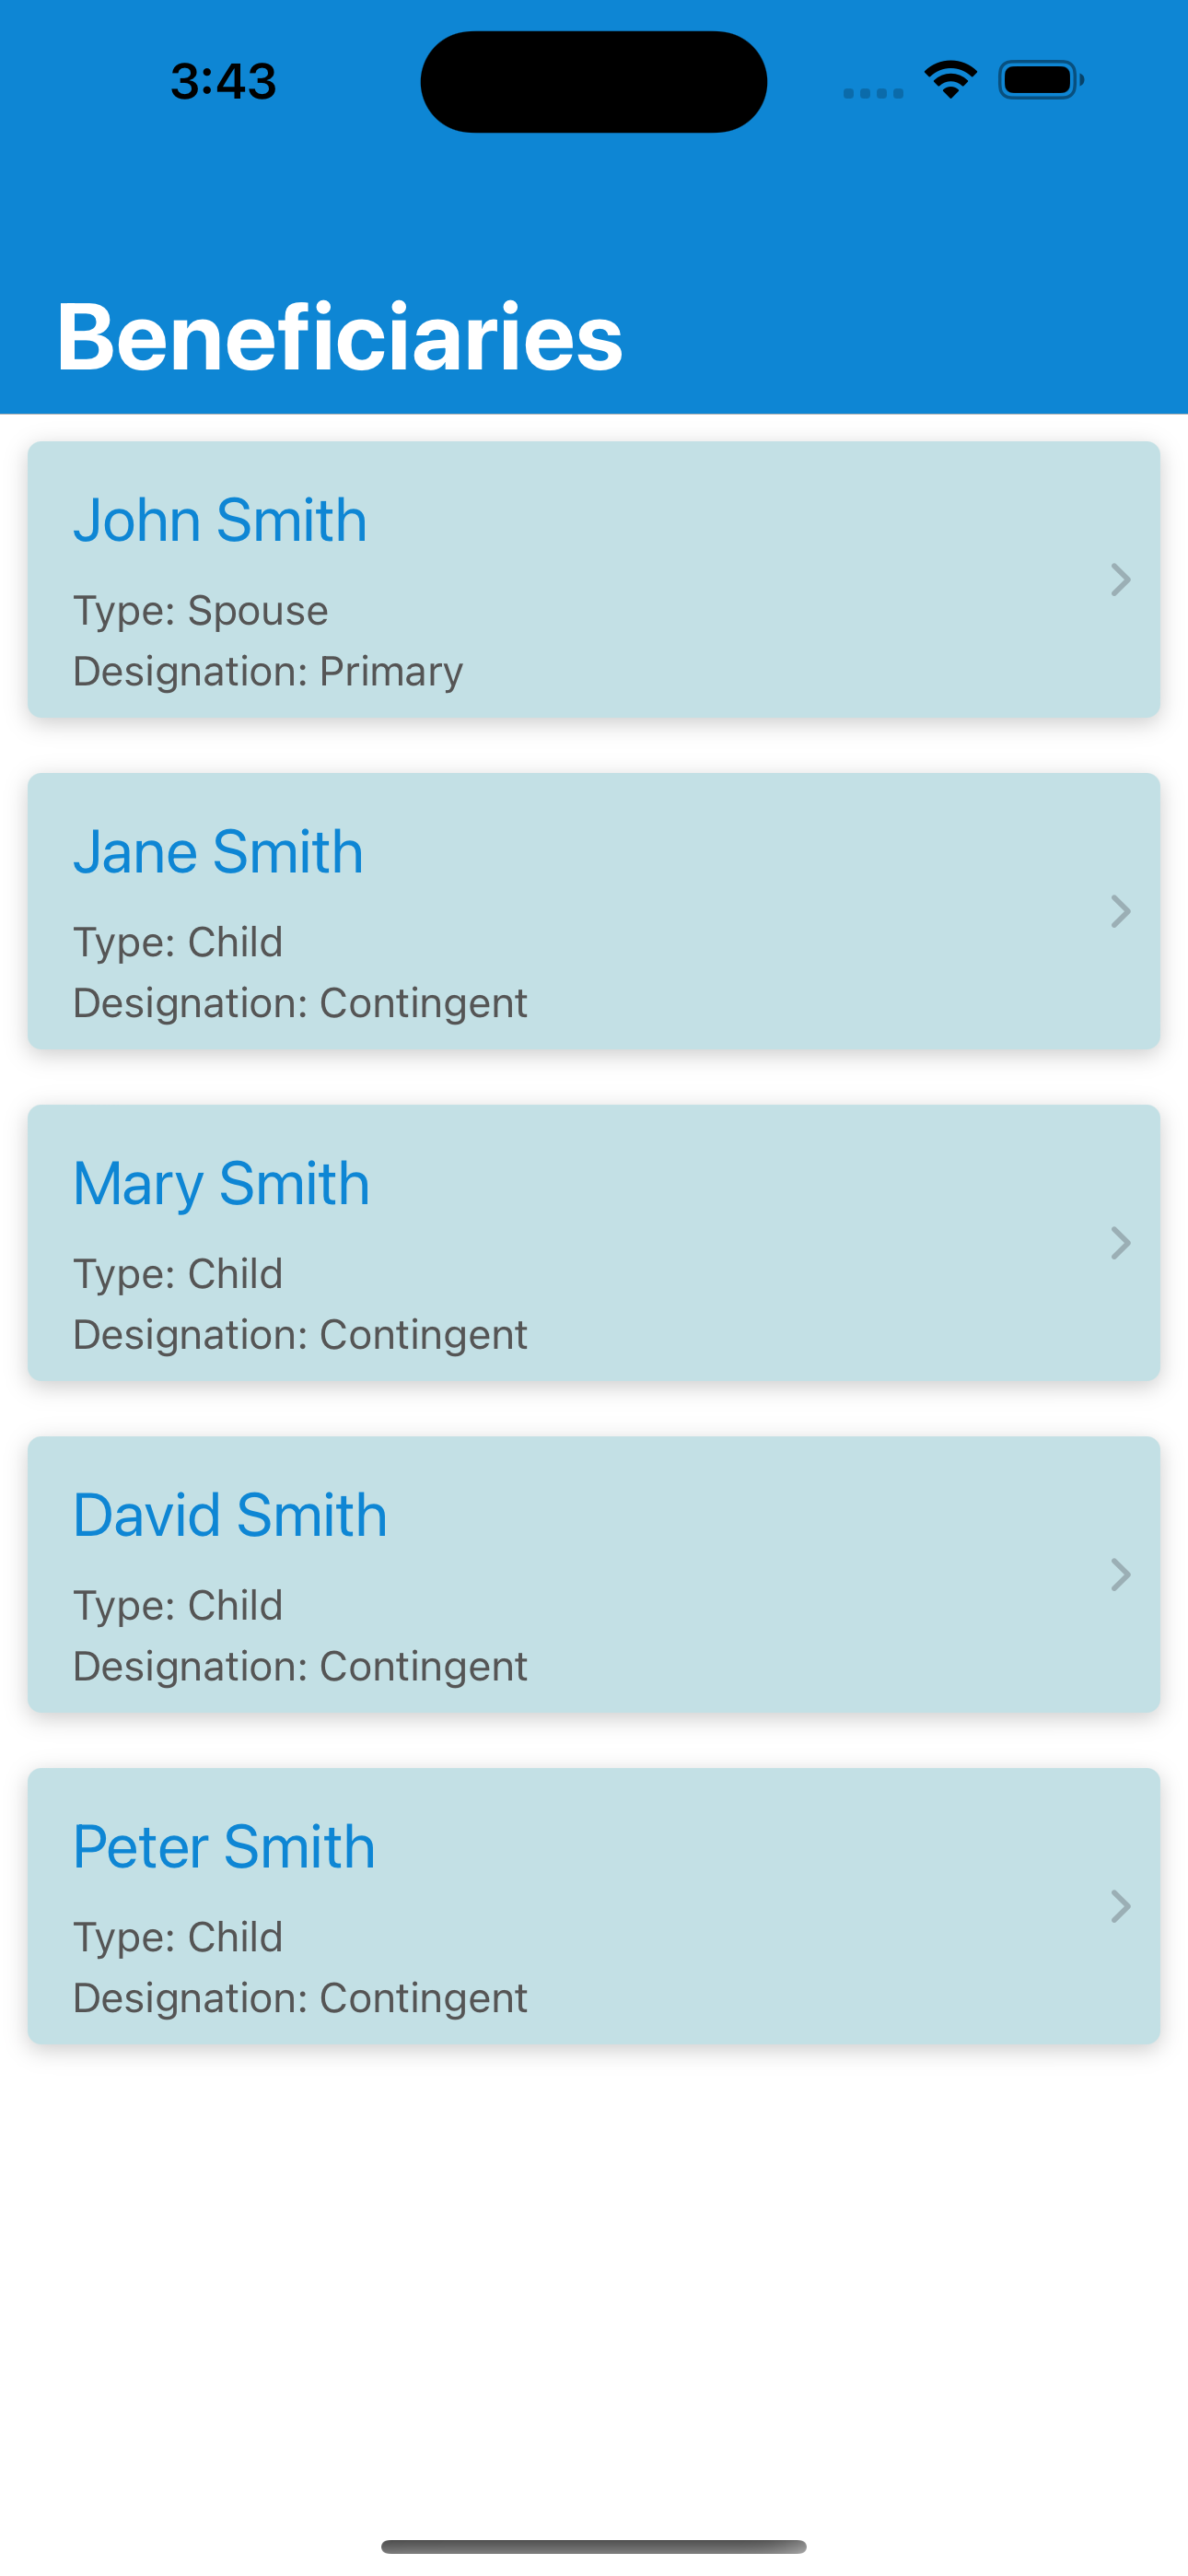 3:43
Beneficiaries
John Smith
Type: Spouse
Designation: Primary
Jane Smith
Type: Child
Designation: Contingent
Mary Smith
Type: Child
Designation: Contingent
David Smith
Type: Child
Designation: Contingent
Peter Smith
Type: Child
Designation: Contingent